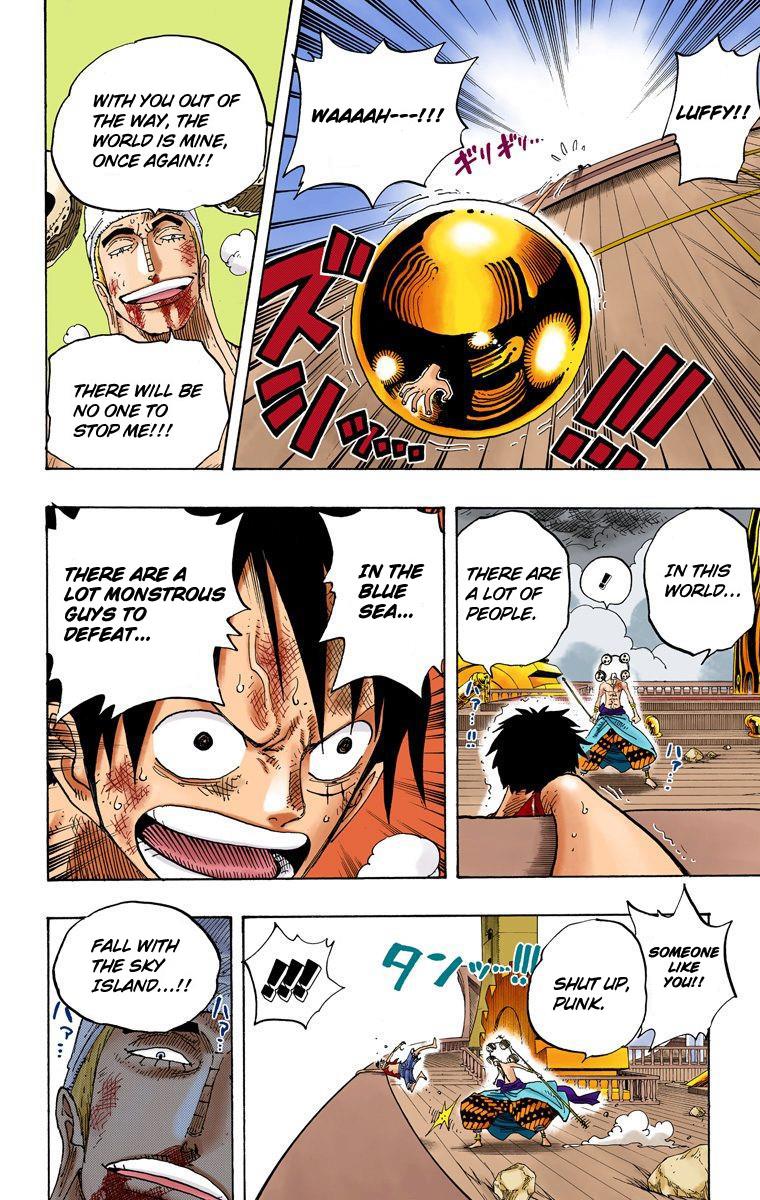 LUFFY!!
WAAAAH---!!!
ギリギリ...
ズシッ...!!!
WITH YOU OUT OF
THE WAY, THE
WORLD IS MINE,
ONCE AGAIN!!
THERE WILL BE
NO ONE TO
STOP ME!!!
IN THIS
WORLD...
!
THERE ARE
A LOT OF
PEOPLE.
ハァ...!!
ハァ...
IN THE
BLUE
SEA...
THERE ARE A
LOT MONSTROUS
GUYS TO
DEFEAT...
SOMEONE
LIKE
YOU!!
SHUT UP,
PUNK.
タンッ...!!!
!!!
FALL WITH
THE SKY
ISLAND...!!
ハァ...
ハァ...